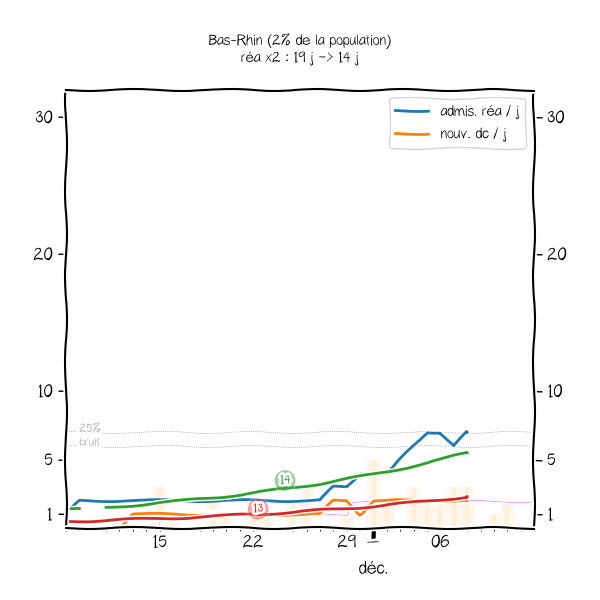 Bas-Rhin (2% de la population)
réa x2 : 19 j -> 14 j
admis. réa / j
nouv. dc / j
30
30
20
20
10
10
25%
bruit
5
5
14
13
1
1
15
22
29
06
déc.